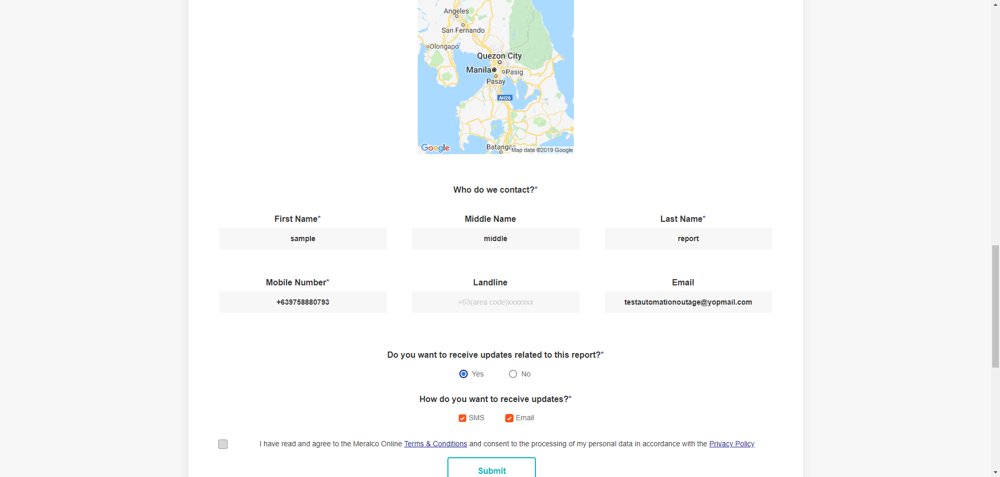 Angeles
San Fernando
Olongapo
Quezon City
Manila
Pasig
Pasay
AH26
Batangas
Google
Map data ©2019 Google
Who do we contact?*
First Name*
Middle Name
Last Name*
sample
middle
report
Mobile Number*
Landline
Email
+639758880793
+63(area code)xxxxxxx
testautomationoutage@yopmail.com
Do you want to receive updates related to this report?*
Yes
No
How do you want to receive updates?*
SMS
Email
I have read and agree to the Meralco Online Terms & Conditions and consent to the processing of my personal data in accordance with the Privacy Policy
Submit